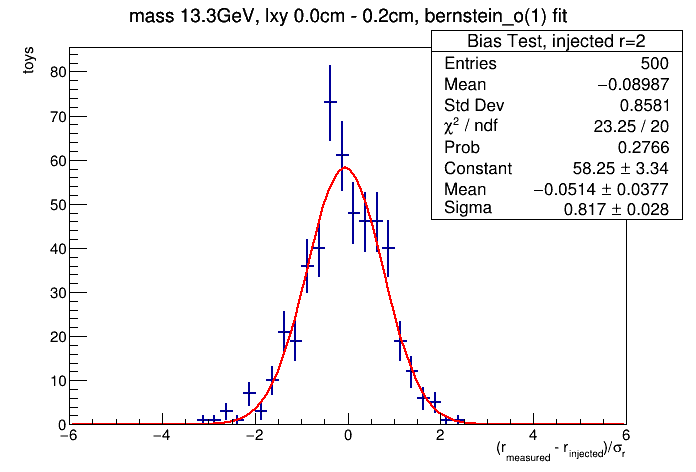 mass 13.3GeV, lxy 0.0cm - 0.2cm, bernstein_o(1) fit
toys
Bias Test, injected r=2
Entries 500
Mean −0.08987
Std Dev 0.8581
χ² / ndf 23.25 / 20
Prob 0.2766
Constant 58.25 ± 3.34
Mean −0.0514 ± 0.0377
Sigma 0.817 ± 0.028
80
70
60
50
40
30
20
10
0
−6 −4 −2 0 2 4 6
(r_measured - r_injected)/σ_r